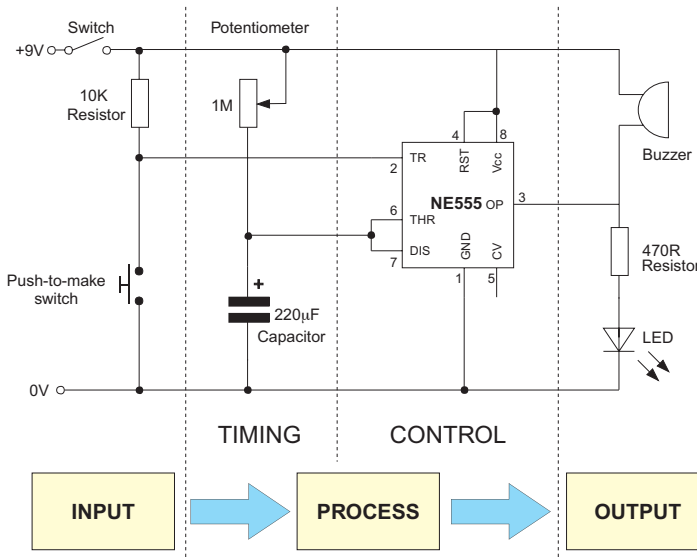 Switch
Potentiometer
+9V
10K
Resistor
1M
4
8
RST
Vcc
Buzzer
2
TR
NE555
OP
3
6
THR
DIS
7
GND
CV
1
5
470R
Resistor
Push-to-make
switch
+
220µF
Capacitor
LED
0V
TIMING
CONTROL
INPUT
PROCESS
OUTPUT